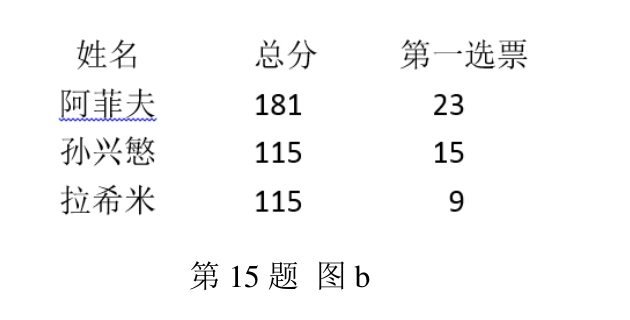 姓名 总分 第一选票
阿菲夫 181 23
孙兴慜 115 15
拉希米 115 9
第 15 题 图 b